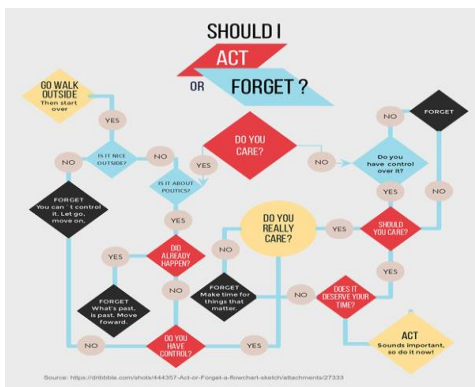 SHOULD I
ACT
OR
FORGET ?
GO WALK
OUTSIDE
Then start
over
YES
IS IT NICE
OUTSIDE?
NO
NO
YES
IS IT ABOUT
POLITICS?
DO YOU
CARE?
NO
Do you
have control
over it?
NO
FORGET
YES
NO
FORGET
You can't control
it. Let go,
move on.
YES
DO YOU
REALLY
CARE?
YES
SHOULD
YOU CARE?
YES
DID
ALREADY
HAPPEN?
NO
YES
NO
FORGET
Make time for
things that
matter.
NO
DOES IT
DESERVE YOUR
TIME?
YES
FORGET
What's past,
is past. Move
foward.
NO
DO YOU
HAVE
CONTROL?
YES
ACT
Sounds important,
so do it now!
Source: https://dribbble.com/shots/444357-Act-or-Forget-a-flowchart-sketch/attachments/27333